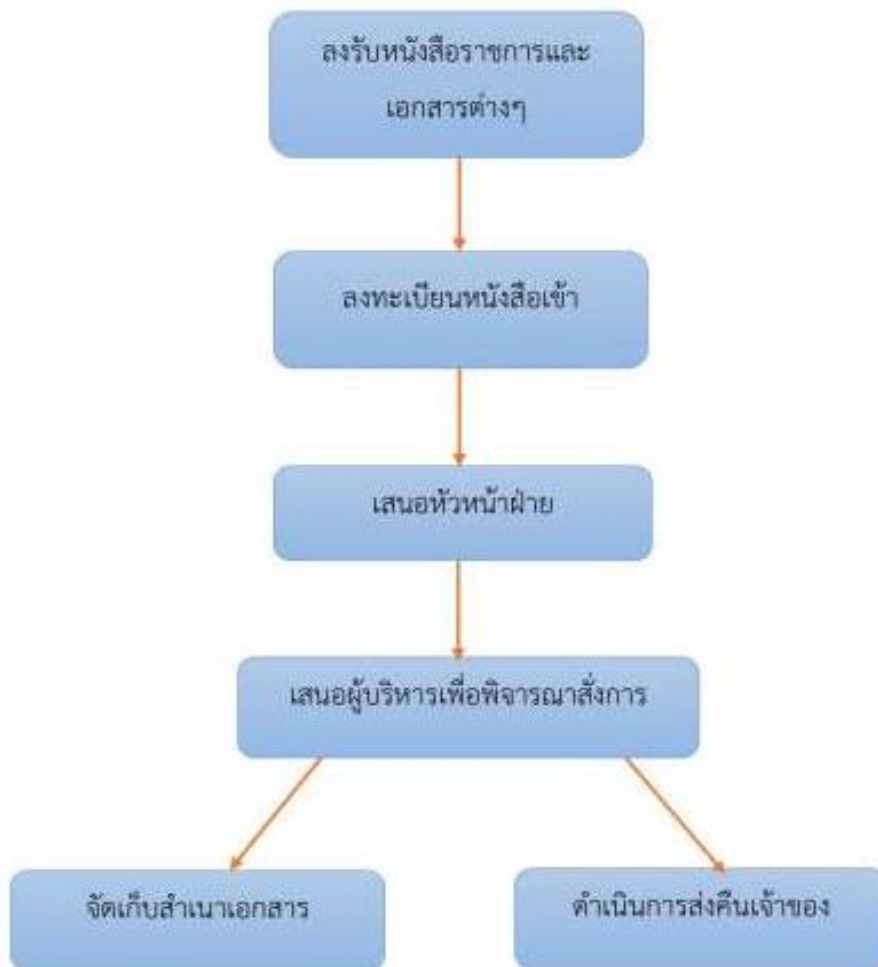 ลงรับหนังสือราชการและ
เอกสารต่างๆ
ลงทะเบียนหนังสือเข้า
เสนอหัวหน้าฝ่าย
เสนอผู้บริหารเพื่อพิจารณาสั่งการ
จัดเก็บสำเนาเอกสาร
ดำเนินการส่งคืนเจ้าของ